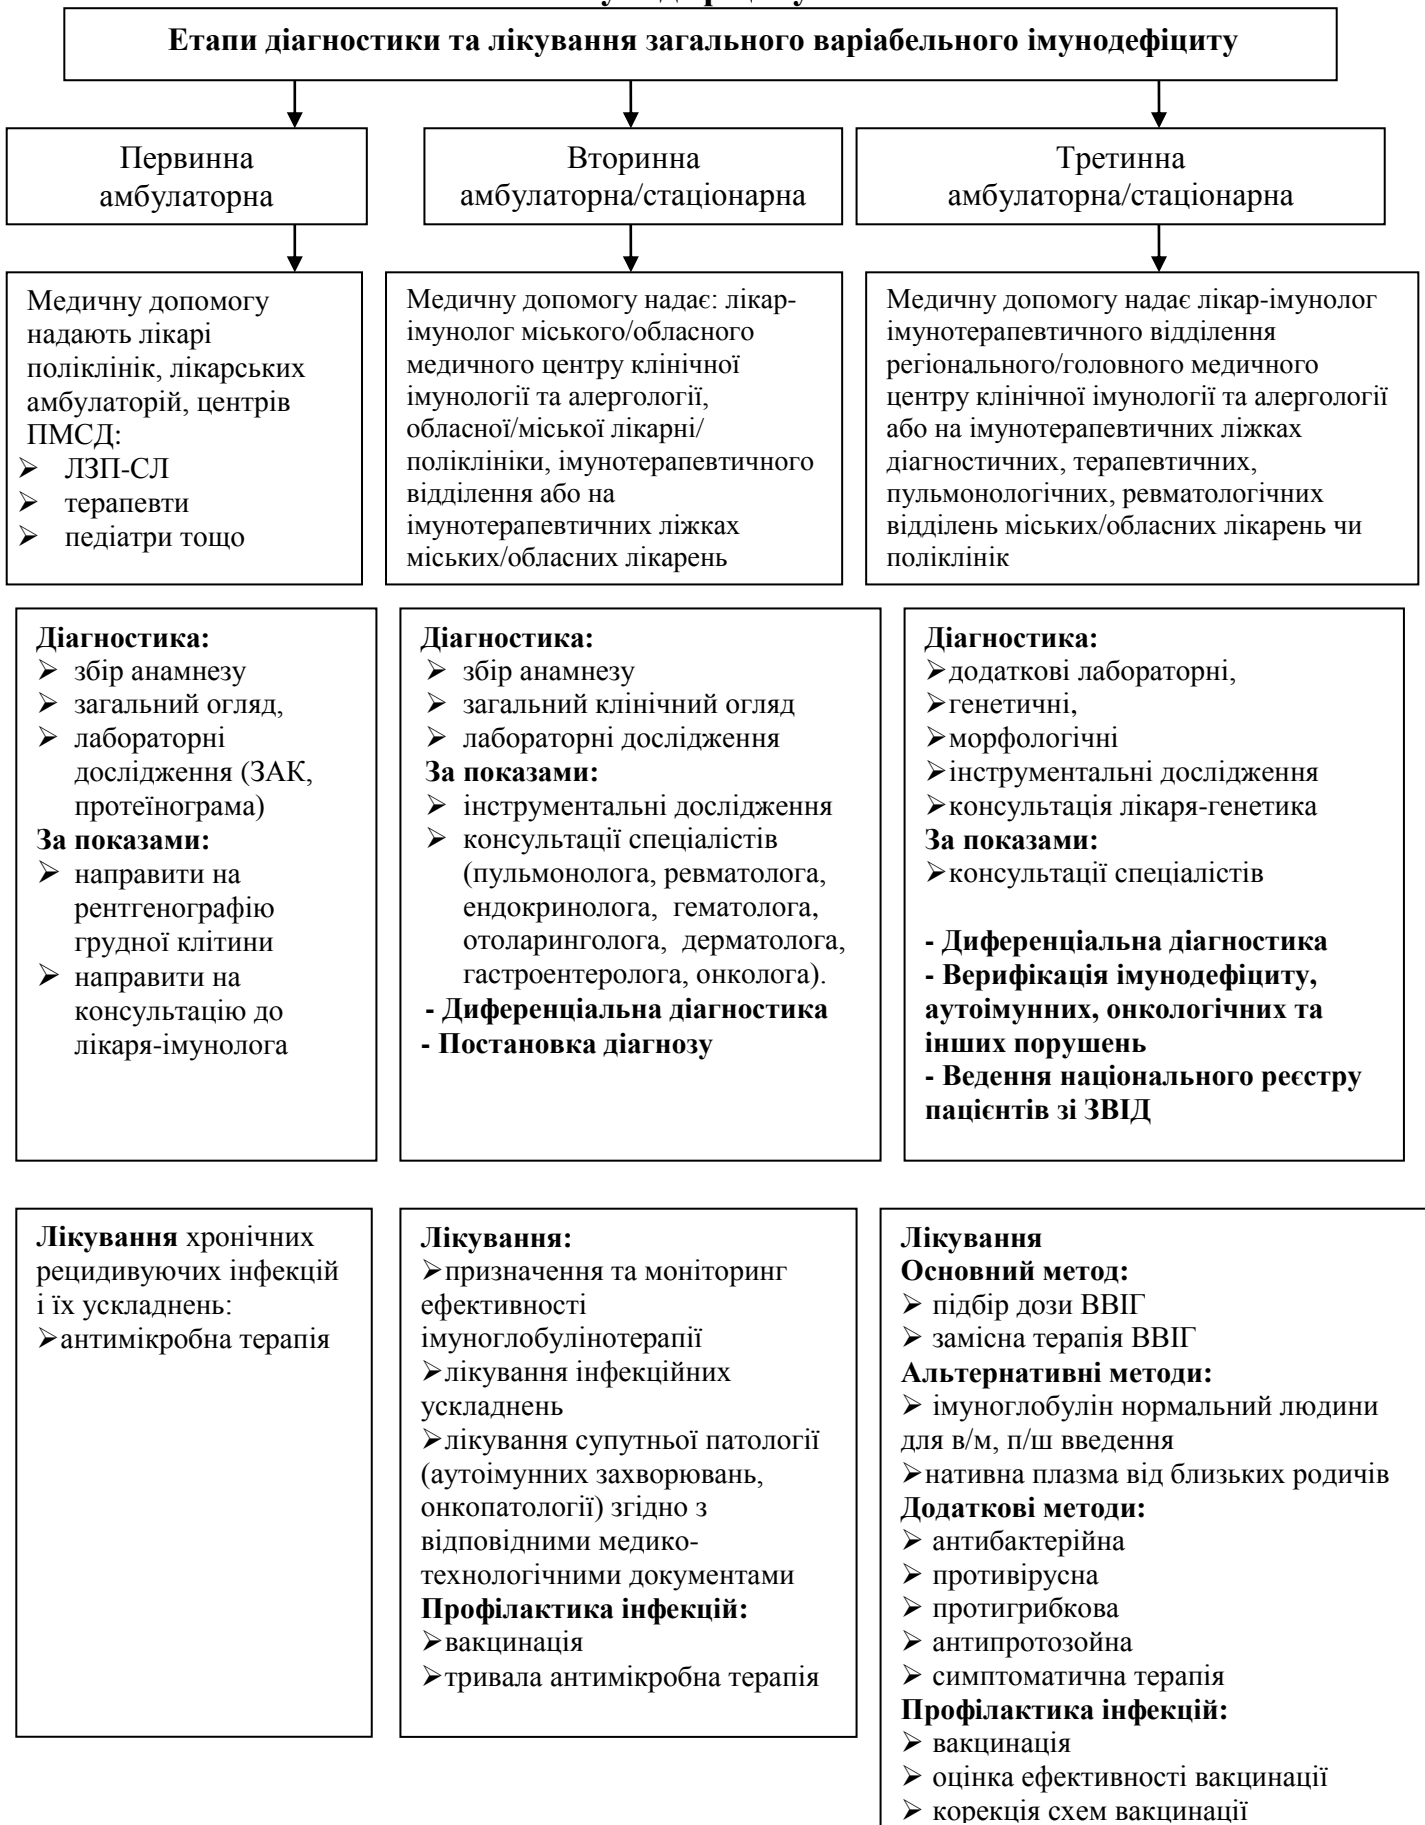 Етапи діагностики та лікування загального варіабельного імунодефіциту
Первинна
амбулаторна
Вторинна
амбулаторна/стаціонарна
Третинна
амбулаторна/стаціонарна
Медичну допомогу
надають лікарі
поліклінік, лікарських
амбулаторій, центрів
ПМСД:
➢ ЛЗП-СЛ
➢ терапевти
➢ педіатри тощо
Медичну допомогу надає: лікар-
імунолог міського/обласного
медичного центру клінічної
імунології та алергології,
обласної/міської лікарні/
поліклініки, імунотерапевтичного
відділення або на
імунотерапевтичних ліжках
міських/обласних лікарень
Медичну допомогу надає лікар-імунолог
імунотерапевтичного відділення
регіонального/головного медичного
центру клінічної імунології та алергології
або на імунотерапевтичних ліжках
діагностичних, терапевтичних,
пульмонологічних, ревматологічних
відділень міських/обласних лікарень чи
поліклінік
Діагностика:
➢ збір анамнезу
➢ загальний огляд,
➢ лабораторні
дослідження (ЗАК,
протеїнограма)
За показами:
➢ направити на
рентгенографію
грудної клітини
➢ направити на
консультацію до
лікаря-імунолога
Діагностика:
➢ збір анамнезу
➢ загальний клінічний огляд
➢ лабораторні дослідження
За показами:
➢ інструментальні дослідження
➢ консультації спеціалістів
(пульмонолога, ревматолога,
ендокринолога, гематолога,
отоларинголога, дерматолога,
гастроентеролога, онколога).
- Диференціальна діагностика
- Постановка діагнозу
Діагностика:
➢додаткові лабораторні,
➢генетичні,
➢морфологічні
➢інструментальні дослідження
➢консультація лікаря-генетика
За показами:
➢консультації спеціалістів
- Диференціальна діагностика
- Верифікація імунодефіциту,
аутоімунних, онкологічних та
інших порушень
- Ведення національного реєстру
пацієнтів зі ЗВІД
Лікування хронічних
рецидивуючих інфекцій
і їх ускладнень:
➢антимікробна терапія
Лікування:
➢призначення та моніторинг
ефективності
імуноглобулінотерапії
➢лікування інфекційних
ускладнень
➢лікування супутньої патології
(аутоімунних захворювань,
онкопатології) згідно з
відповідними медико-
технологічними документами
Профілактика інфекцій:
➢вакцинація
➢тривала антимікробна терапія
Лікування
Основний метод:
➢ підбір дози ВВІГ
➢ замісна терапія ВВІГ
Альтернативні методи:
➢ імуноглобулін нормальний людини
для в/м, п/ш введення
➢нативна плазма від близьких родичів
Додаткові методи:
➢ антибактерійна
➢ противірусна
➢ протигрибкова
➢ антипротозойна
➢ симптоматична терапія
Профілактика інфекцій:
➢ вакцинація
➢ оцінка ефективності вакцинації
➢ корекція схем вакцинації